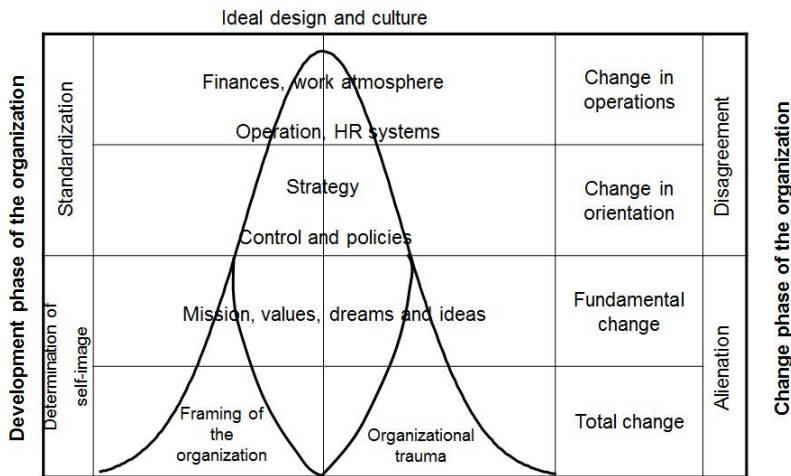 Ideal design and culture
Development phase of the organization
Standardization
Determination of
self-image
Finances, work atmosphere
Operation, HR systems
Strategy
Control and policies
Mission, values, dreams and ideas
Framing of
the
organization
Organizational
trauma
Change in
operations
Change in
orientation
Fundamental
change
Total change
Disagreement
Alienation
Change phase of the organization